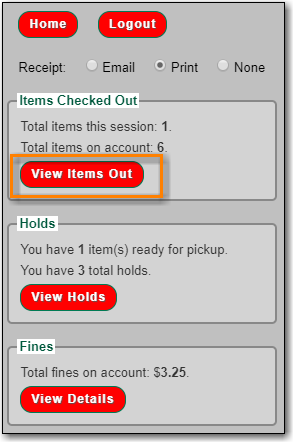 Home Logout
Receipt: Email Print None
Items Checked Out
Total items this session: 1.
Total items on account: 6.
View Items Out
Holds
You have 1 item(s) ready for pickup.
You have 3 total holds.
View Holds
Fines
Total fines on account: $3.25.
View Details